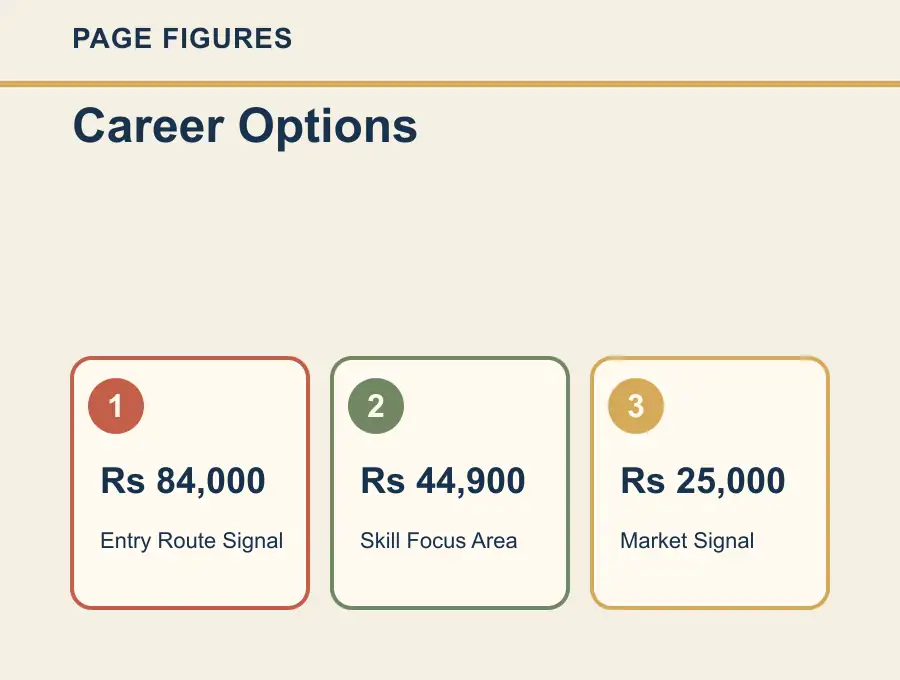 PAGE FIGURES
Career Options
1
Rs 84,000
Entry Route Signal
2
Rs 44,900
Skill Focus Area
3
Rs 25,000
Market Signal